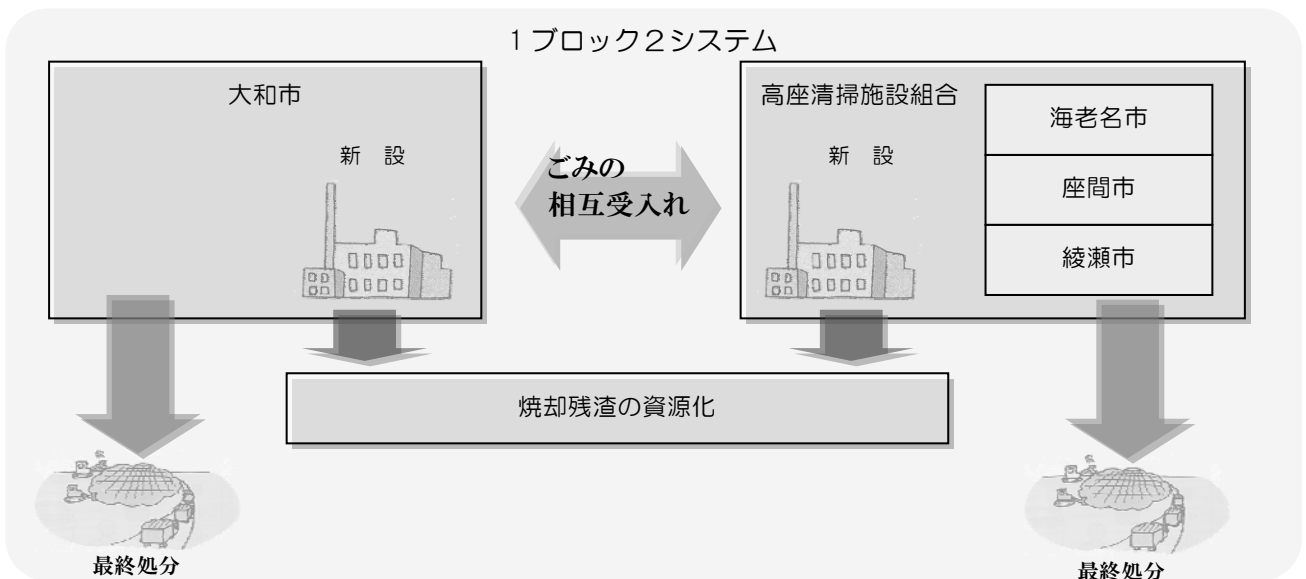 1ブロック2システム
大和市
新 設
ごみの
相互受入れ
高座清掃施設組合
新 設
海老名市
座間市
綾瀬市
焼却残渣の資源化
最終処分
最終処分